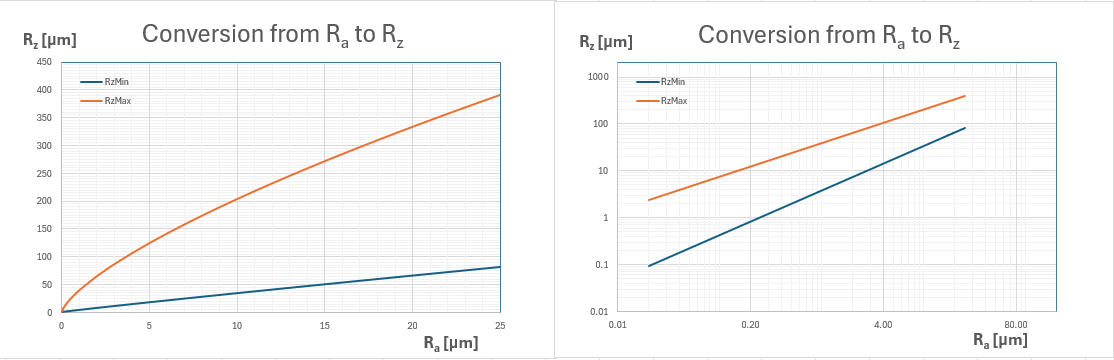 Conversion from Ra to Rz
Rz [µm]
450
RzMin
400
RzMax
350
300
250
200
150
100
50
0
0 5 10 15 20 25
Ra [µm]
Conversion from Ra to Rz
Rz [µm]
1000
RzMin
RzMax
100
10
1
0.1
0.01
0.01 0.20 4.00 80.00
Ra [µm]